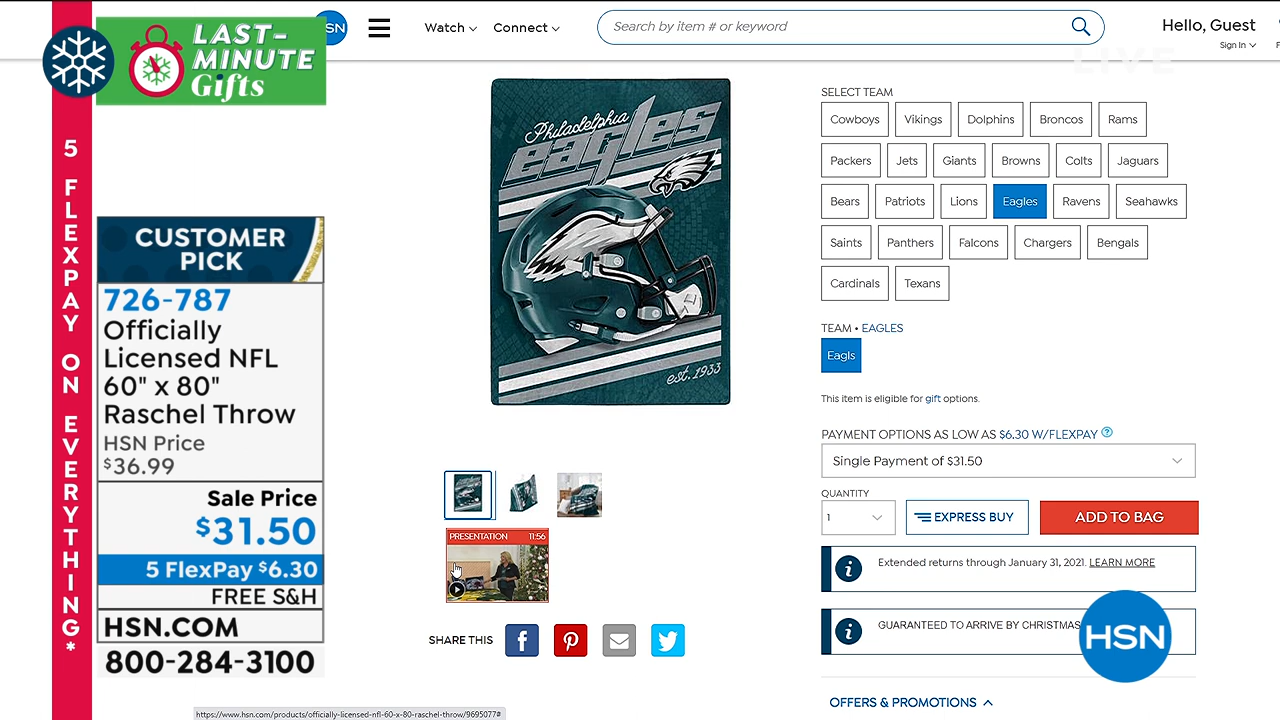 LAST-
MINUTE
Gifts
SN
Watch
Connect
Search by item # or keyword
Hello, Guest
Sign In
LIVE
5 FLEXPAY ON EVERYTHING*
CUSTOMER
PICK
726-787
Officially
Licensed NFL
60" x 80"
Raschel Throw
HSN Price
$36.99
Sale Price
$31.50
5 FlexPay $6.30
FREE S&H
HSN.COM
800-284-3100
Philadelphia
eagles
est. 1933
PRESENTATION 11:56
SHARE THIS
SELECT TEAM
Cowboys Vikings Dolphins Broncos Rams
Packers Jets Giants Browns Colts Jaguars
Bears Patriots Lions Eagles Ravens Seahawks
Saints Panthers Falcons Chargers Bengals
Cardinals Texans
TEAM • EAGLES
Eagls
This item is eligible for gift options.
PAYMENT OPTIONS AS LOW AS $6.30 W/FLEXPAY ?
Single Payment of $31.50
QUANTITY
1
EXPRESS BUY
ADD TO BAG
Extended returns through January 31, 2021. LEARN MORE
GUARANTEED TO ARRIVE BY CHRISTMAS
HSN
OFFERS & PROMOTIONS
https://www.hsn.com/products/officially-licensed-nfl-60-x-80-raschel-throw/9695077#